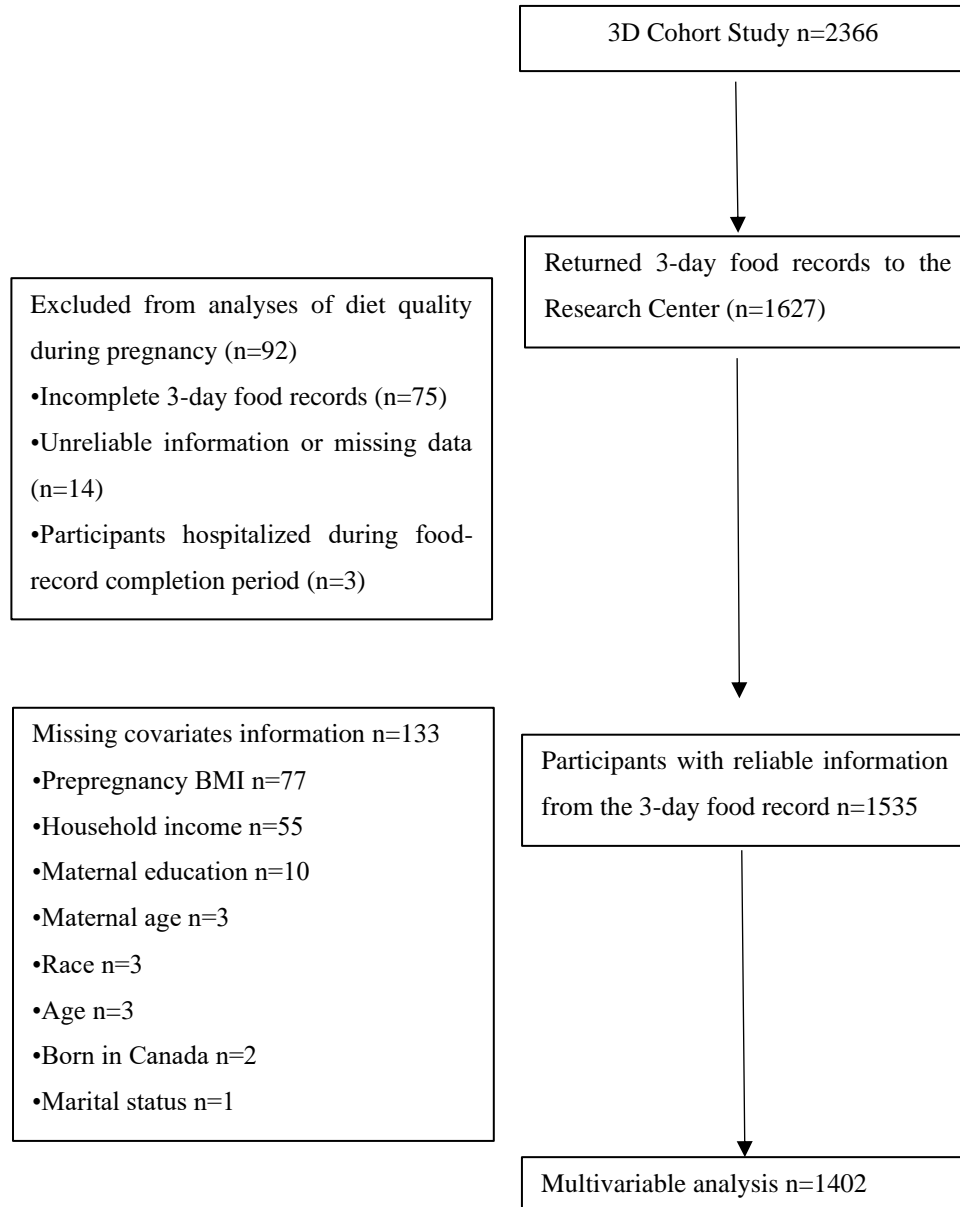 3D Cohort Study n=2366
Returned 3-day food records to the
Research Center (n=1627)
Excluded from analyses of diet quality
during pregnancy (n=92)
•Incomplete 3-day food records (n=75)
•Unreliable information or missing data
(n=14)
•Participants hospitalized during food-
record completion period (n=3)
Participants with reliable information
from the 3-day food record n=1535
Missing covariates information n=133
•Prepregnancy BMI n=77
•Household income n=55
•Maternal education n=10
•Maternal age n=3
•Race n=3
•Age n=3
•Born in Canada n=2
•Marital status n=1
Multivariable analysis n=1402